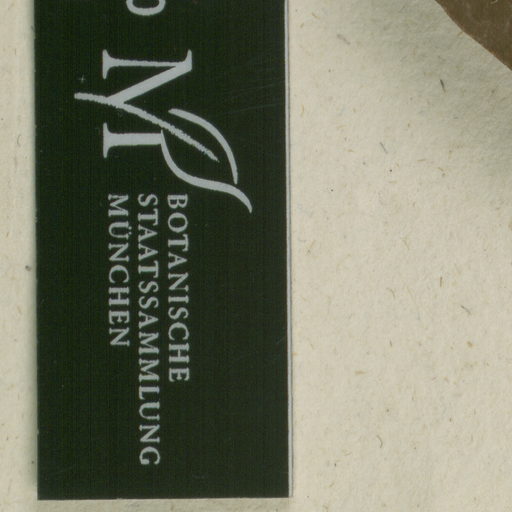 M
BOTANISCHE
STAATSSAMMLUNG
MÜNCHEN